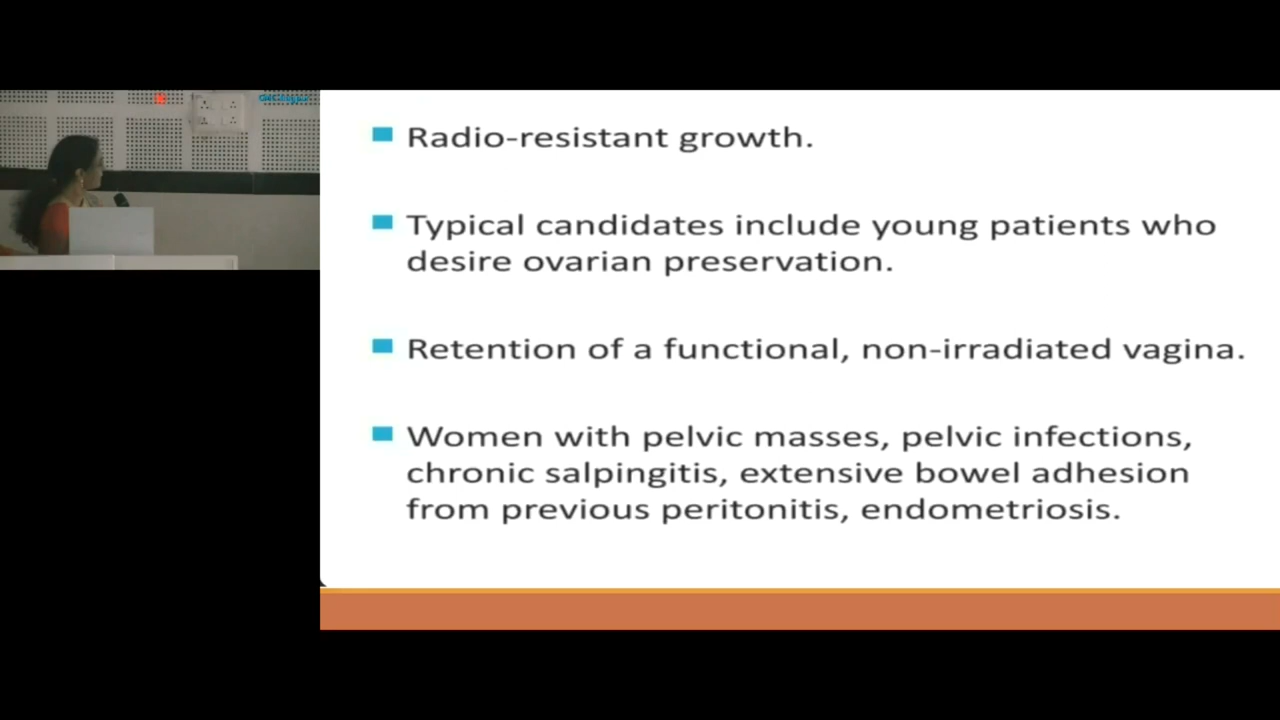 Radio-resistant growth.
Typical candidates include young patients who
desire ovarian preservation.
Retention of a functional, non-irradiated vagina.
Women with pelvic masses, pelvic infections,
chronic salpingitis, extensive bowel adhesion
from previous peritonitis, endometriosis.